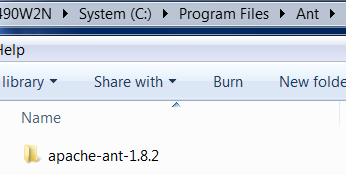 490W2N ▸ System (C:) ▸ Program Files ▸ Ant ▸
Help
library ▾ Share with ▾ Burn New folde
Name
apache-ant-1.8.2